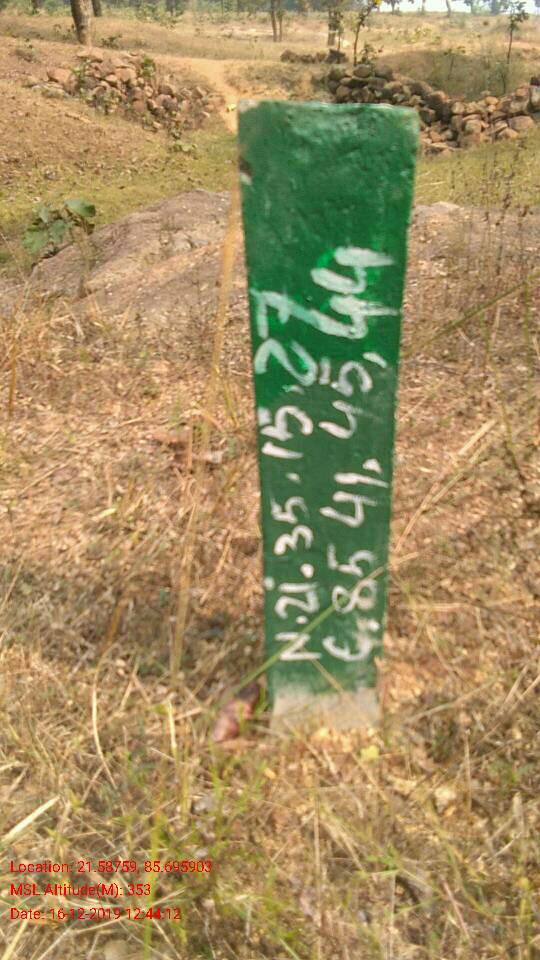 N.21.35.15.27
E.85 41.45.44
Location: 21.58759, 85.695903
MSL Altitude(M): 353
Date: 16-12-2019 12:44:12